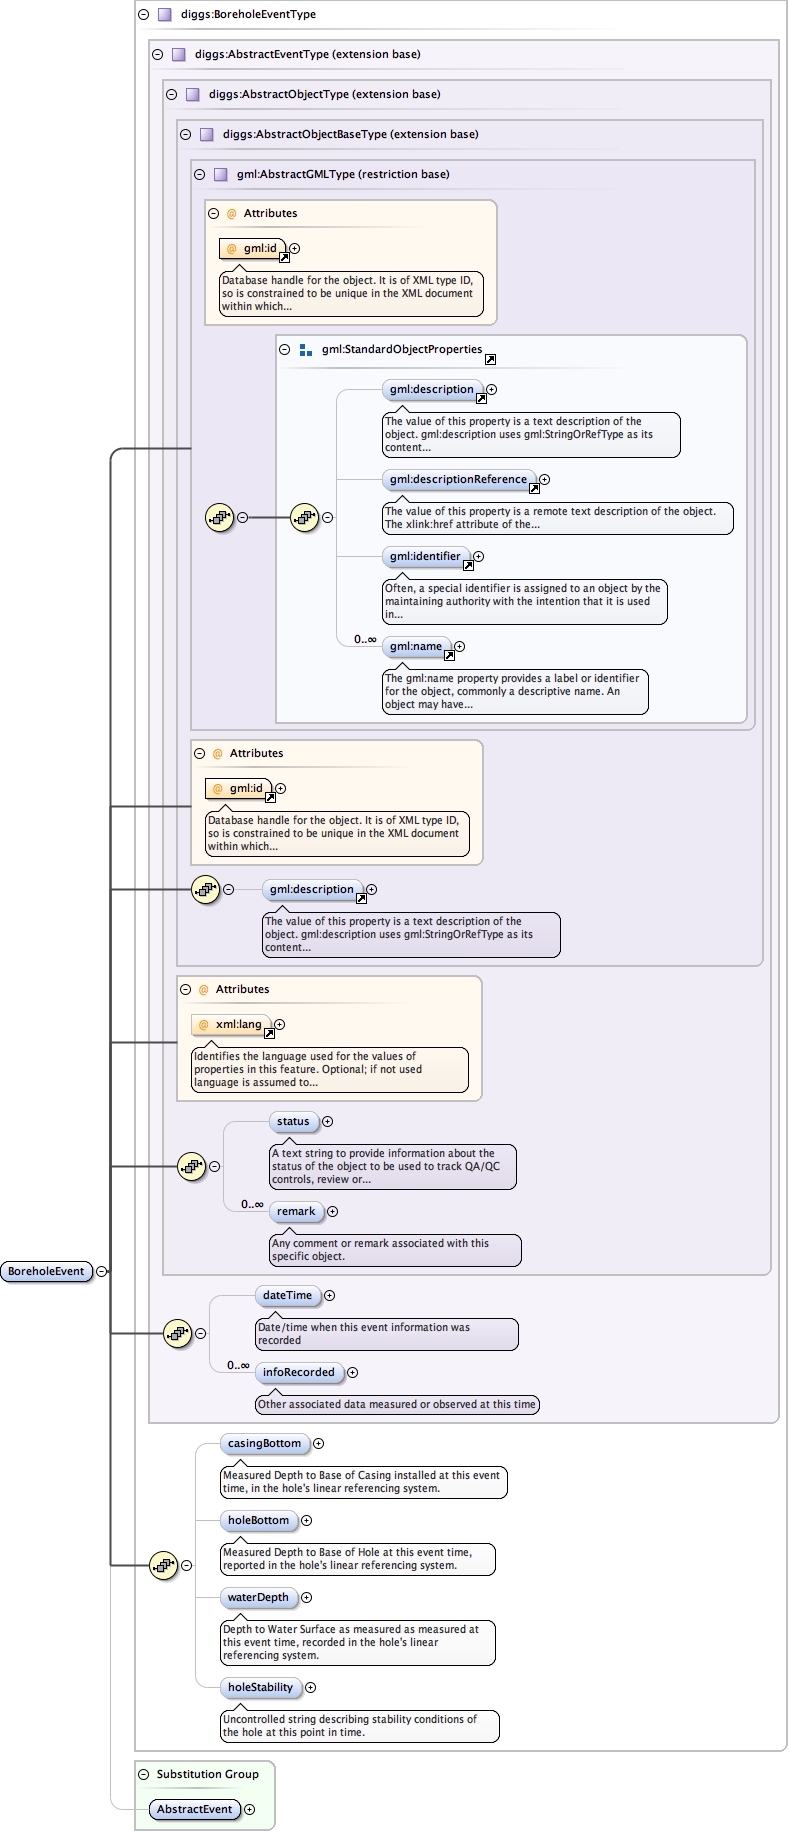 diggs:BoreholeEventType
diggs:AbstractEventType (extension base)
diggs:AbstractObjectType (extension base)
diggs:AbstractObjectBaseType (extension base)
gml:AbstractGMLType (restriction base)
@ Attributes
@ gml:id
Database handle for the object. It is of XML type ID,
so is constrained to be unique in the XML document
within which...
gml:StandardObjectProperties
gml:description
The value of this property is a text description of the
object. gml:description uses gml:StringOrRefType as its
content...
gml:descriptionReference
The value of this property is a remote text description of the object.
The xlink:href attribute of the...
gml:identifier
Often, a special identifier is assigned to an object by the
maintaining authority with the intention that it is used
in...
0..∞
gml:name
The gml:name property provides a label or identifier
for the object, commonly a descriptive name. An
object may have...
@ Attributes
@ gml:id
Database handle for the object. It is of XML type ID,
so is constrained to be unique in the XML document
within which...
gml:description
The value of this property is a text description of the
object. gml:description uses gml:StringOrRefType as its
content...
@ Attributes
@ xml:lang
Identifies the language used for the values of
properties in this feature. Optional; if not used
language is assumed to...
status
A text string to provide information about the
status of the object to be used to track QA/QC
controls, review or...
0..∞
remark
Any comment or remark associated with this
specific object.
BoreholeEvent
dateTime
Date/time when this event information was
recorded
0..∞
infoRecorded
Other associated data measured or observed at this time
casingBottom
Measured Depth to Base of Casing installed at this event
time, in the hole's linear referencing system.
holeBottom
Measured Depth to Base of Hole at this event time,
reported in the hole's linear referencing system.
waterDepth
Depth to Water Surface as measured as measured at
this event time, recorded in the hole's linear
referencing system.
holeStability
Uncontrolled string describing stability conditions of
the hole at this point in time.
Substitution Group
AbstractEvent